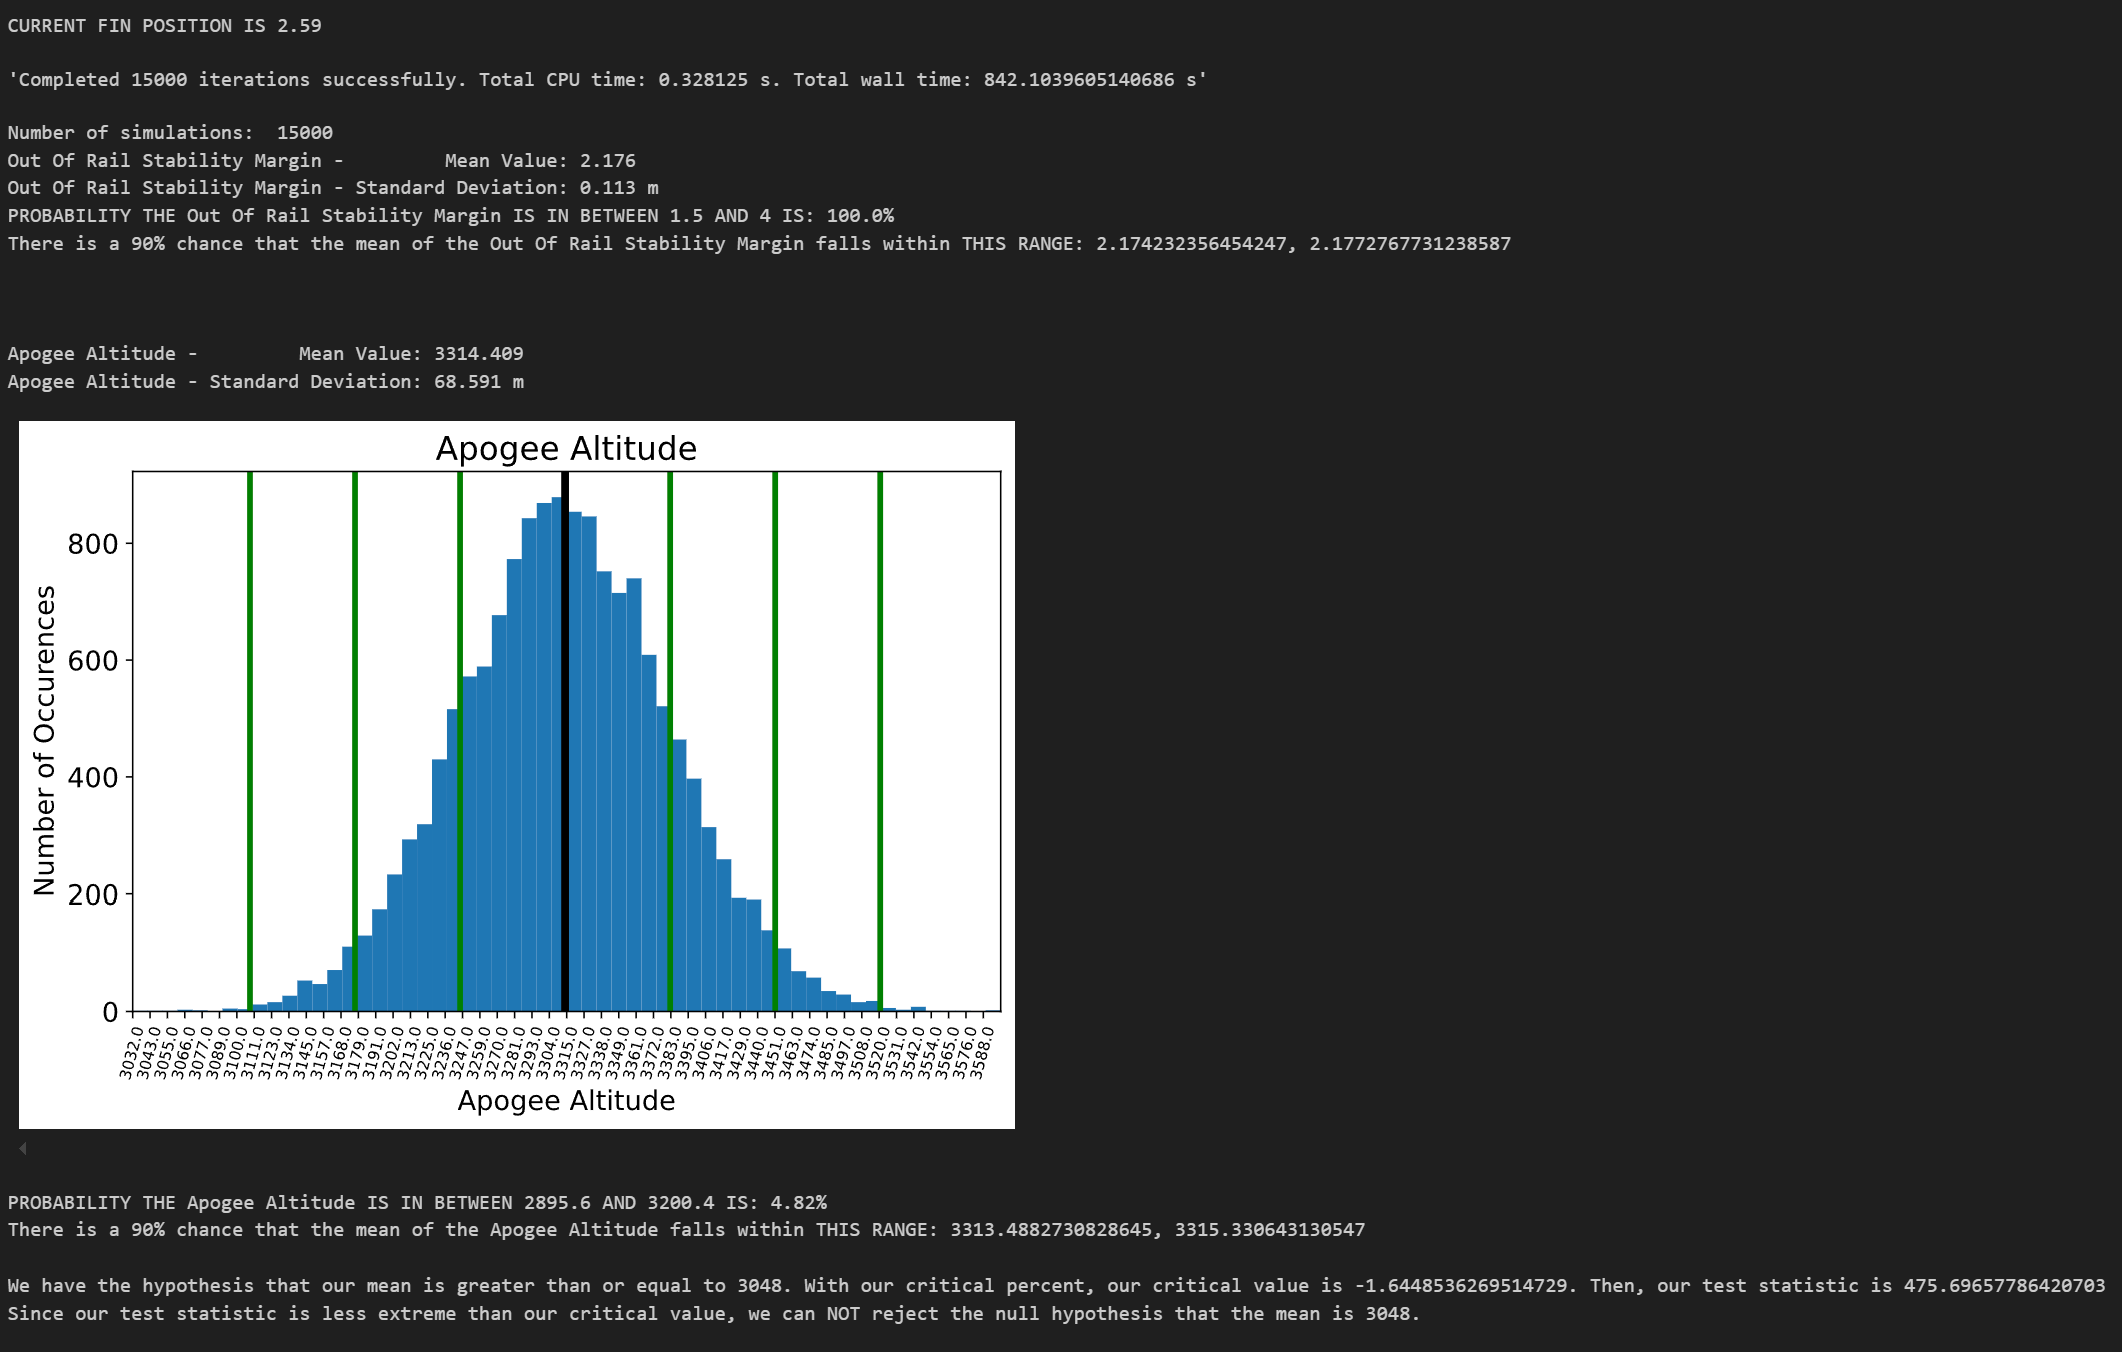 CURRENT FIN POSITION IS 2.59
'Completed 15000 iterations successfully. Total CPU time: 0.328125 s. Total wall time: 842.1039605140686 s'
Number of simulations:  15000
Out Of Rail Stability Margin -         Mean Value: 2.176
Out Of Rail Stability Margin - Standard Deviation: 0.113 m
PROBABILITY THE Out Of Rail Stability Margin IS IN BETWEEN 1.5 AND 4 IS: 100.0%
There is a 90% chance that the mean of the Out Of Rail Stability Margin falls within THIS RANGE: 2.174232356454247, 2.1772767731238587
Apogee Altitude -         Mean Value: 3314.409
Apogee Altitude - Standard Deviation: 68.591 m
Apogee Altitude
Number of Occurences
800
600
400
200
0
3032.0 3043.0 3055.0 3066.0 3077.0 3089.0 3100.0 3111.0 3123.0 3134.0 3145.0 3157.0 3168.0 3179.0 3191.0 3202.0 3213.0 3225.0 3236.0 3247.0 3259.0 3270.0 3281.0 3293.0 3304.0 3315.0 3327.0 3338.0 3349.0 3361.0 3372.0 3383.0 3395.0 3406.0 3417.0 3429.0 3440.0 3451.0 3463.0 3474.0 3485.0 3497.0 3508.0 3520.0 3531.0 3542.0 3554.0 3565.0 3576.0 3588.0
Apogee Altitude
PROBABILITY THE Apogee Altitude IS IN BETWEEN 2895.6 AND 3200.4 IS: 4.82%
There is a 90% chance that the mean of the Apogee Altitude falls within THIS RANGE: 3313.4882730828645, 3315.330643130547
We have the hypothesis that our mean is greater than or equal to 3048. With our critical percent, our critical value is -1.6448536269514729. Then, our test statistic is 475.69657786420703
Since our test statistic is less extreme than our critical value, we can NOT reject the null hypothesis that the mean is 3048.